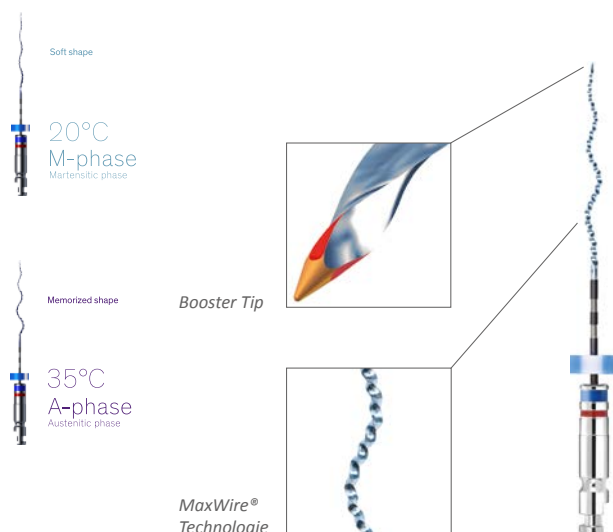 Soft shape
20°C
M-phase
Martensitic phase
Booster Tip
Memorized shape
35°C
A-phase
Austenitic phase
MaxWire®
Technologie